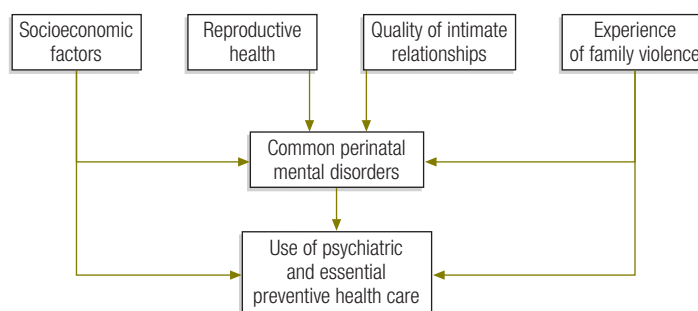 Socioeconomic
factors
Reproductive
health
Quality of intimate
relationships
Experience
of family violence
Common perinatal
mental disorders
Use of psychiatric
and essential
preventive health care